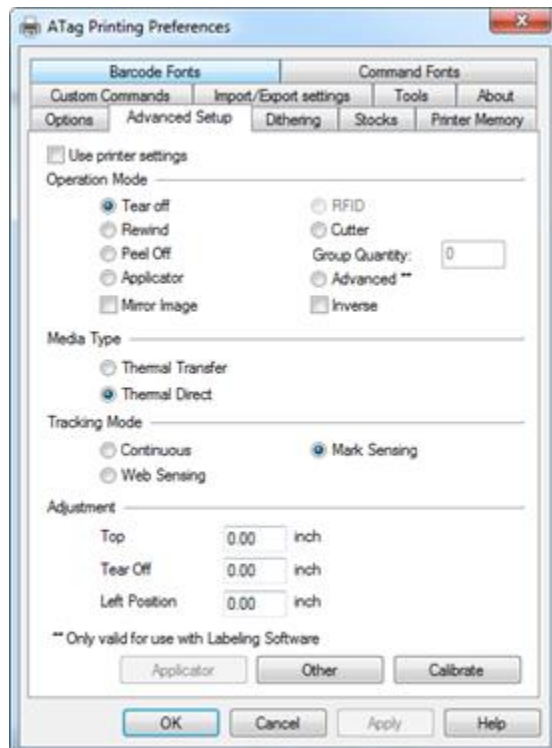 ATag Printing Preferences
Barcode Fonts Command Fonts
Custom Commands Import/Export settings Tools About
Options Advanced Setup Dithering Stocks Printer Memory
Use printer settings
Operation Mode
Tear off RFID
Rewind Cutter
Peel Off Group Quantity: 0
Applicator Advanced **
Mirror Image Inverse
Media Type
Thermal Transfer
Thermal Direct
Tracking Mode
Continuous Mark Sensing
Web Sensing
Adjustment
Top 0.00 inch
Tear Off 0.00 inch
Left Position 0.00 inch
** Only valid for use with Labeling Software
Applicator Other Calibrate
OK Cancel Apply Help